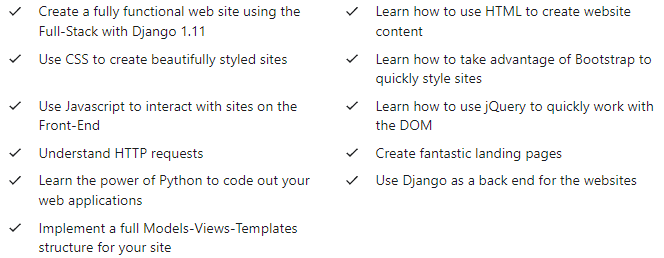 Create a fully functional web site using the
Full-Stack with Django 1.11
Learn how to use HTML to create website
content
Use CSS to create beautifully styled sites
Learn how to take advantage of Bootstrap to
quickly style sites
Use Javascript to interact with sites on the
Front-End
Learn how to use jQuery to quickly work with
the DOM
Understand HTTP requests
Create fantastic landing pages
Learn the power of Python to code out your
web applications
Use Django as a back end for the websites
Implement a full Models-Views-Templates
structure for your site